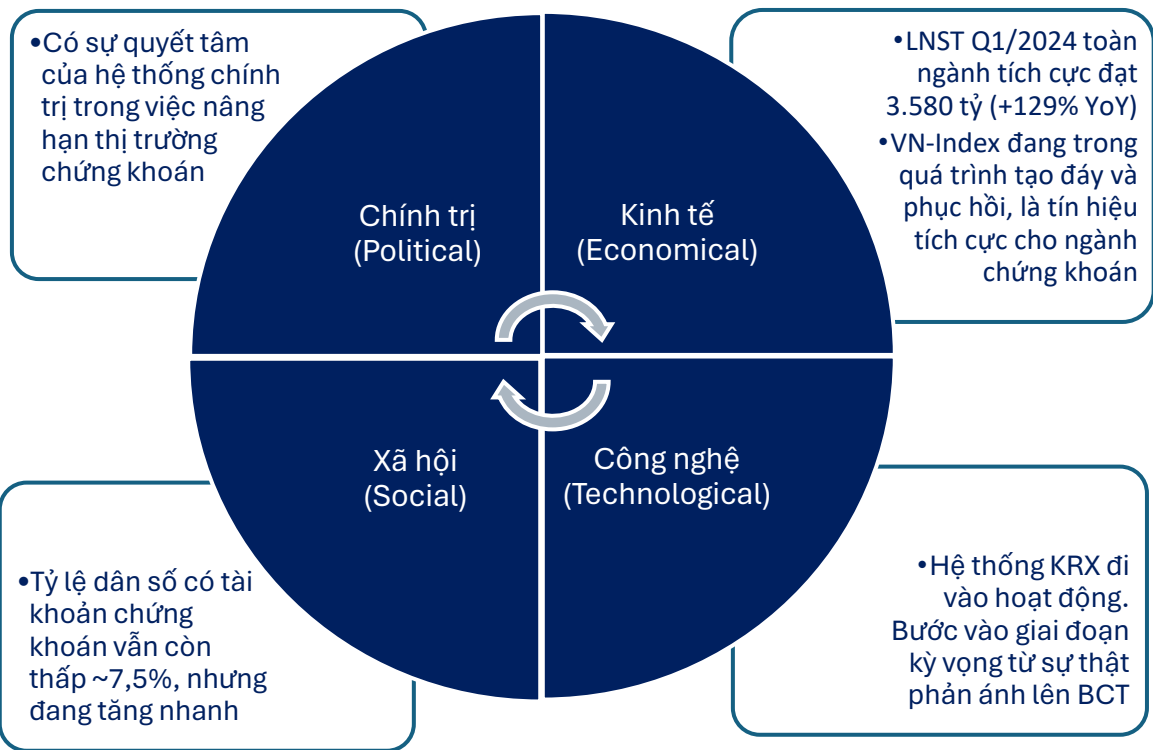 •Có sự quyết tâm
của hệ thống chính
trị trong việc nâng
hạn thị trường
chứng khoán
•LNST Q1/2024 toàn
ngành tích cực đạt
3.580 tỷ (+129% YoY)
•VN-Index đang trong
quá trình tạo đáy và
phục hồi, là tín hiệu
tích cực cho ngành
chứng khoán
Chính trị
(Political)
Kinh tế
(Economical)
Xã hội
(Social)
Công nghệ
(Technological)
•Tỷ lệ dân số có tài
khoản chứng
khoán vẫn còn
thấp ~7,5%, nhưng
đang tăng nhanh
•Hệ thống KRX đi
vào hoạt động.
Bước vào giai đoạn
kỳ vọng từ sự thật
phản ánh lên BCT